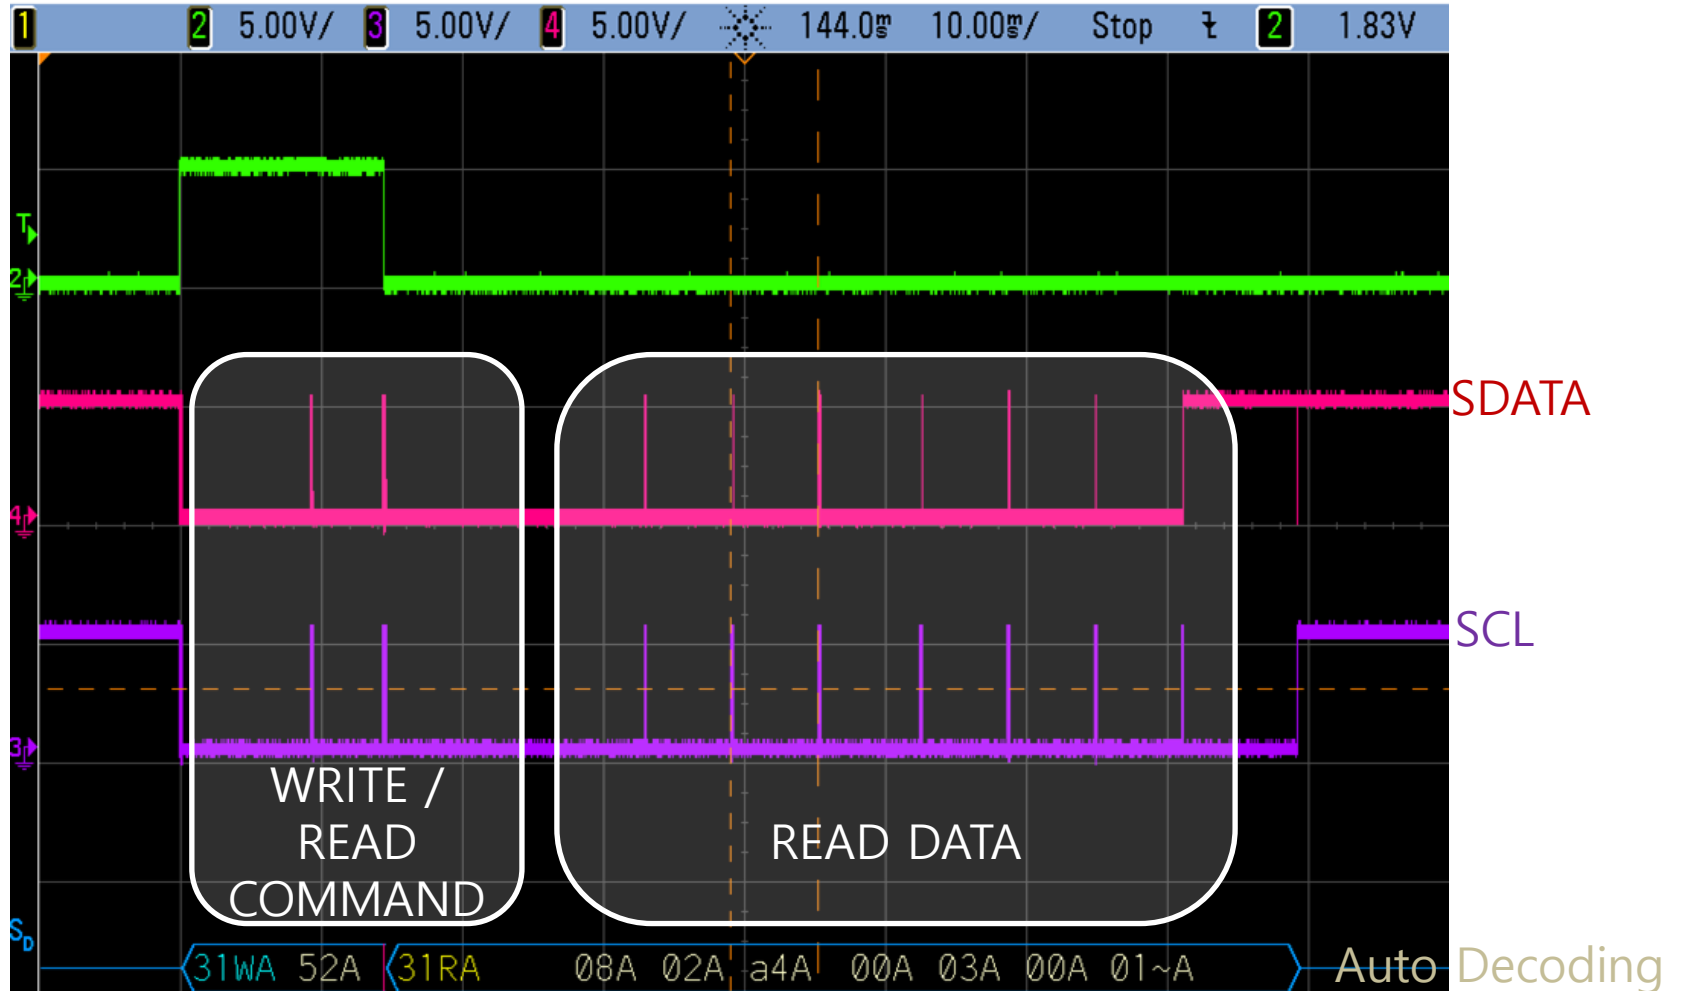 1 2 5.00V/ 3 5.00V/ 4 5.00V/ 144.0ms 10.00ms/ Stop 2 1.83V
T
2
SDATA
4
SCL
3
WRITE /
READ
COMMAND
READ DATA
SD
31WA 52A 31RA 08A 02A a4A 00A 03A 00A 01~A Auto Decoding